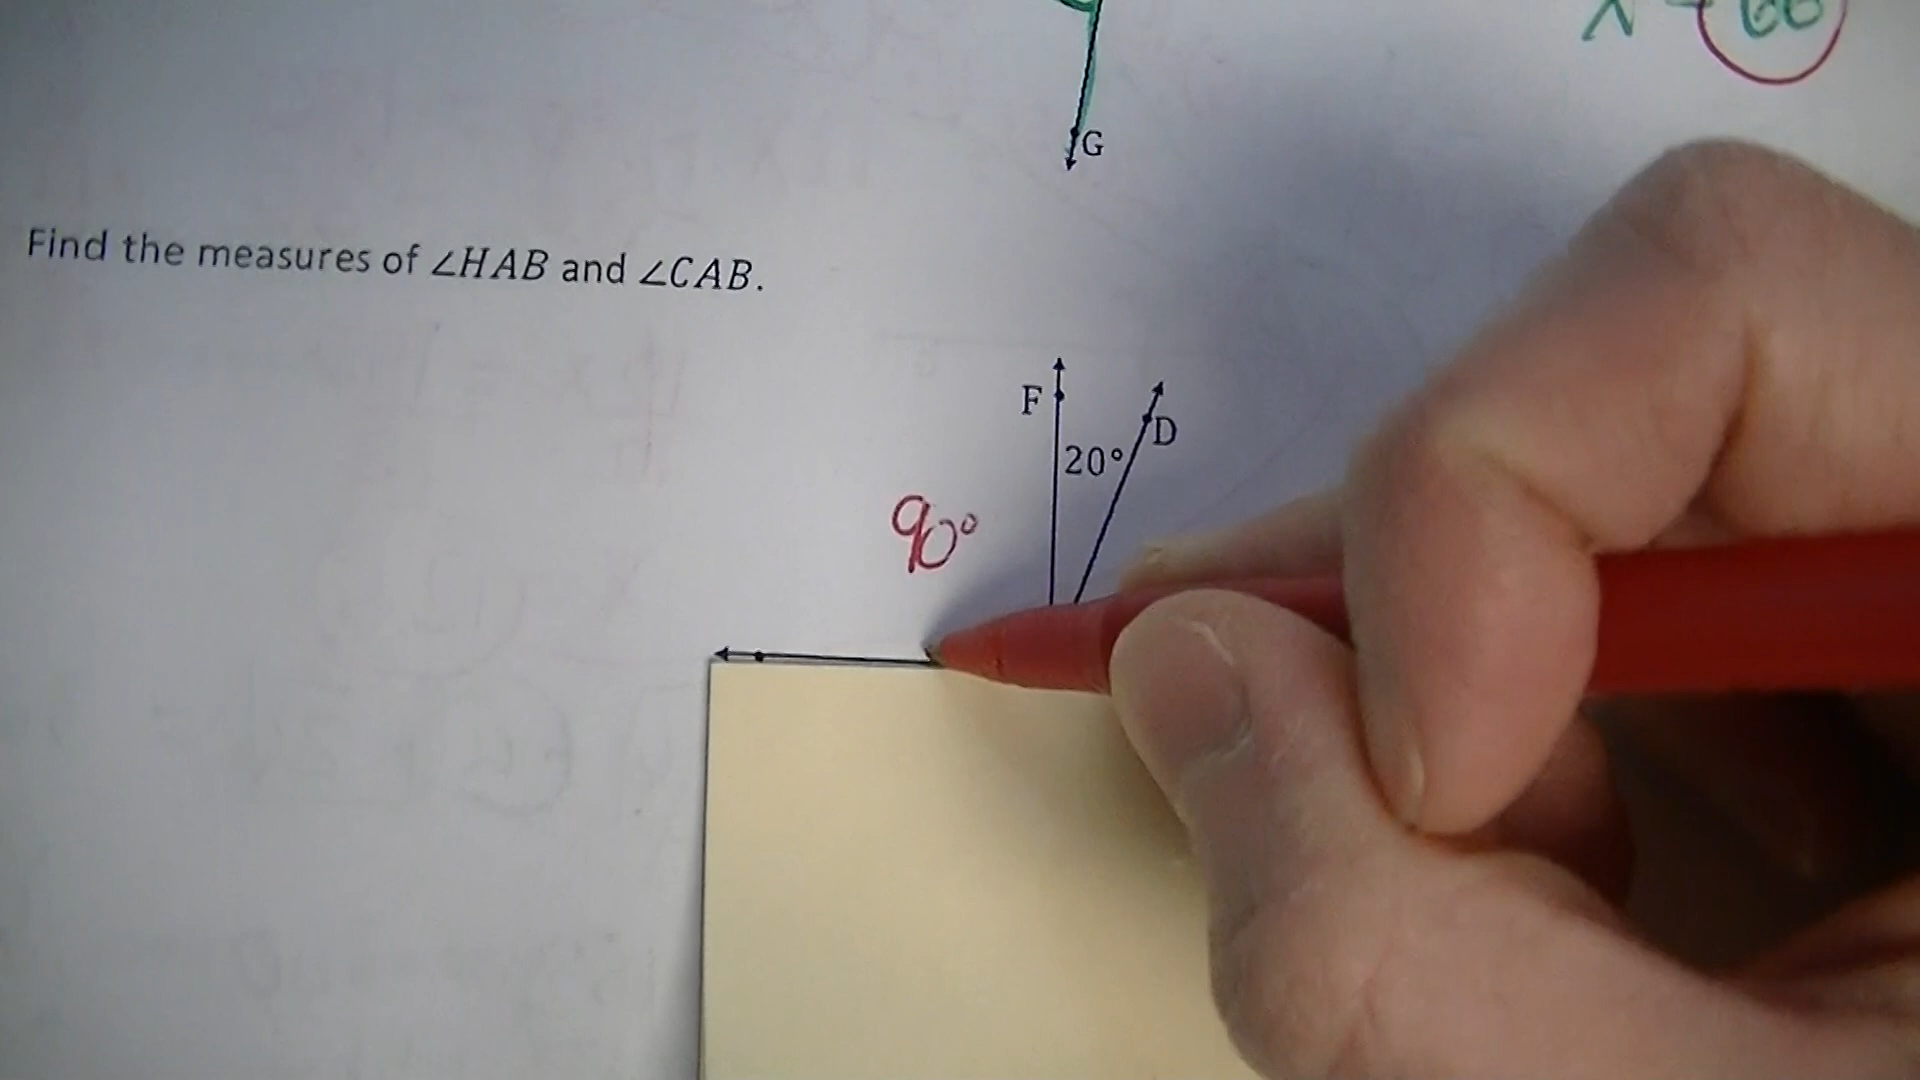 G
Find the measures of ∠HAB and ∠CAB.
F
D
20°
90°